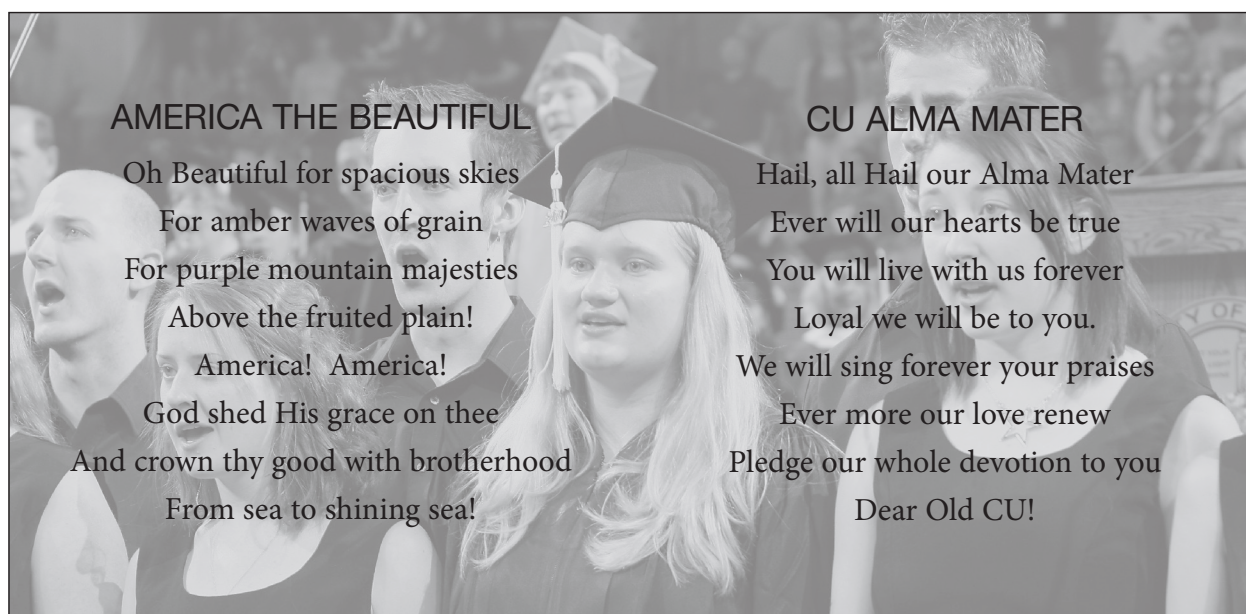 AMERICA THE BEAUTIFUL
Oh Beautiful for spacious skies
For amber waves of grain
For purple mountain majesties
Above the fruited plain!
America!  America!
God shed His grace on thee
And crown thy good with brotherhood
From sea to shining sea!
CU ALMA MATER
Hail, all Hail our Alma Mater
Ever will our hearts be true
You will live with us forever
Loyal we will be to you.
We will sing forever your praises
Ever more our love renew
Pledge our whole devotion to you
Dear Old CU!
Y OF